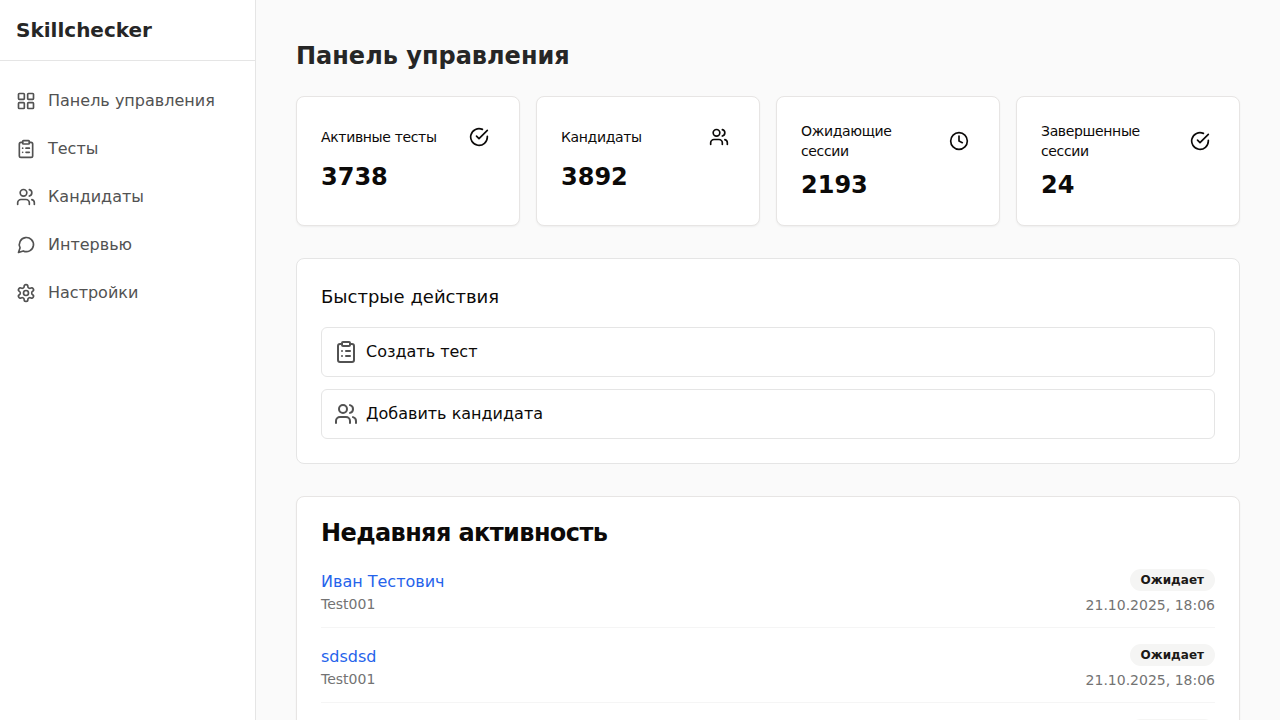 Skillchecker
Панель управления
Тесты
Кандидаты
Интервью
Настройки
Панель управления
Активные тесты
3738
Кандидаты
3892
Ожидающие
сессии
2193
Завершенные
сессии
24
Быстрые действия
Создать тест
Добавить кандидата
Недавняя активность
Иван Тестович
Test001
Ожидает
21.10.2025, 18:06
sdsdsd
Test001
Ожидает
21.10.2025, 18:06